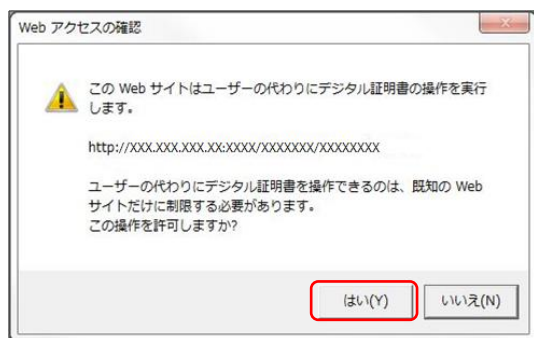 Web アクセスの確認
この Web サイトはユーザーの代わりにデジタル証明書の操作を実行
します。
http://XXX.XXX.XXX.XX:XXXX/XXXXXXX/XXXXXXXX
ユーザーの代わりにデジタル証明書を操作できるのは、既知の Web
サイトだけに制限する必要があります。
この操作を許可しますか?
はい(Y)
いいえ(N)